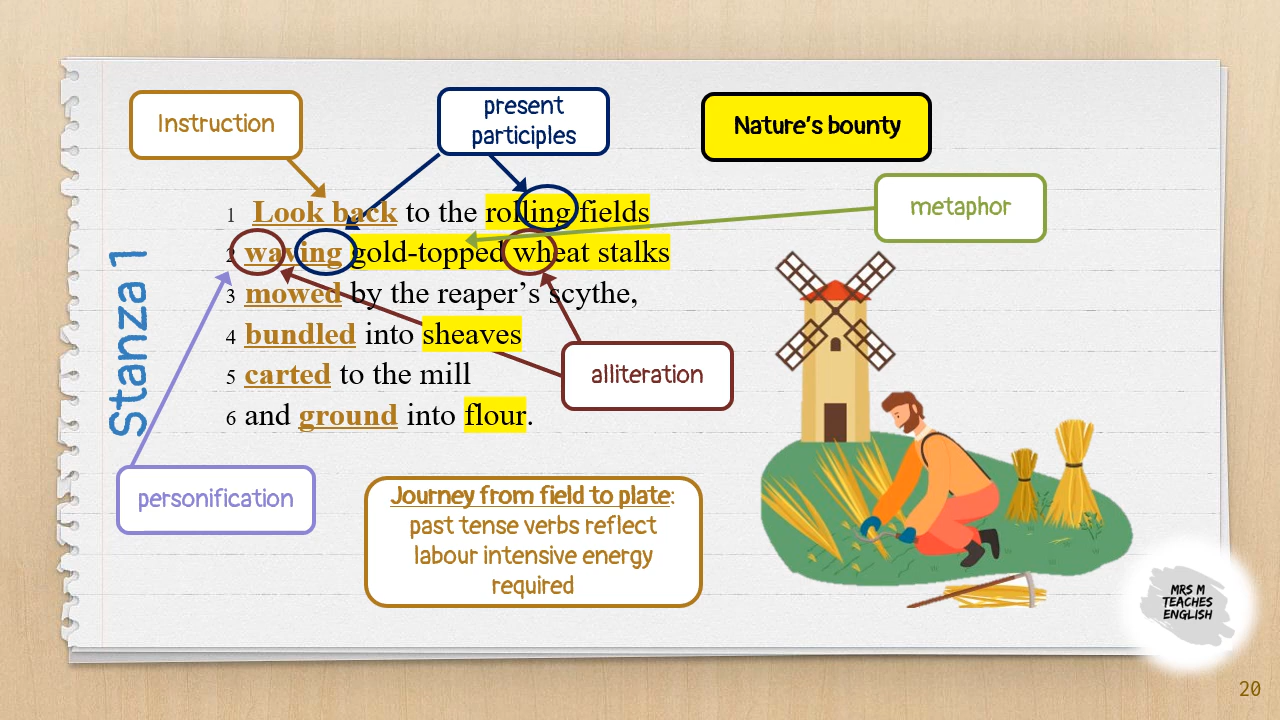 Instruction
present
participles
Nature's bounty
metaphor
Stanza 1
1 Look back to the rolling fields
2 waving gold-topped wheat stalks
3 mowed by the reaper's scythe,
4 bundled into sheaves
5 carted to the mill
6 and ground into flour.
alliteration
personification
Journey from field to plate:
past tense verbs reflect
labour intensive energy
required
MRS M
TEACHES
ENGLISH
20